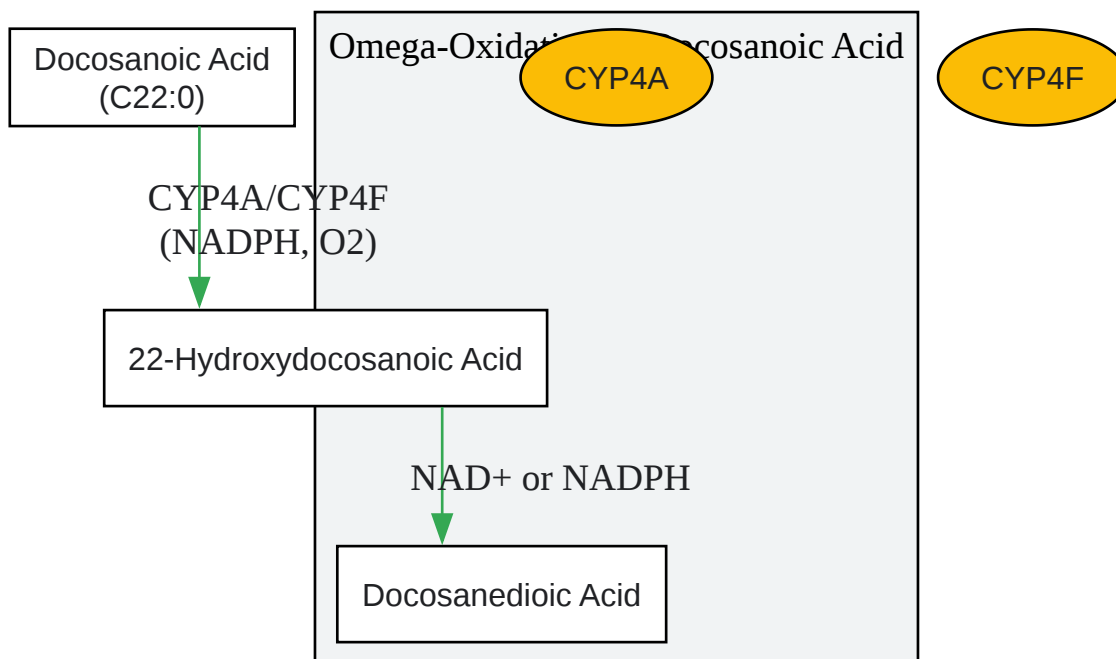 Docosanoic Acid
(C22:0)
Omega-Oxidati ocosanoic Acid
CYP4A
CYP4F
CYP4A/CYP4F
(NADPH, O2)
22-Hydroxydocosanoic Acid
NAD+ or NADPH
Docosanedioic Acid